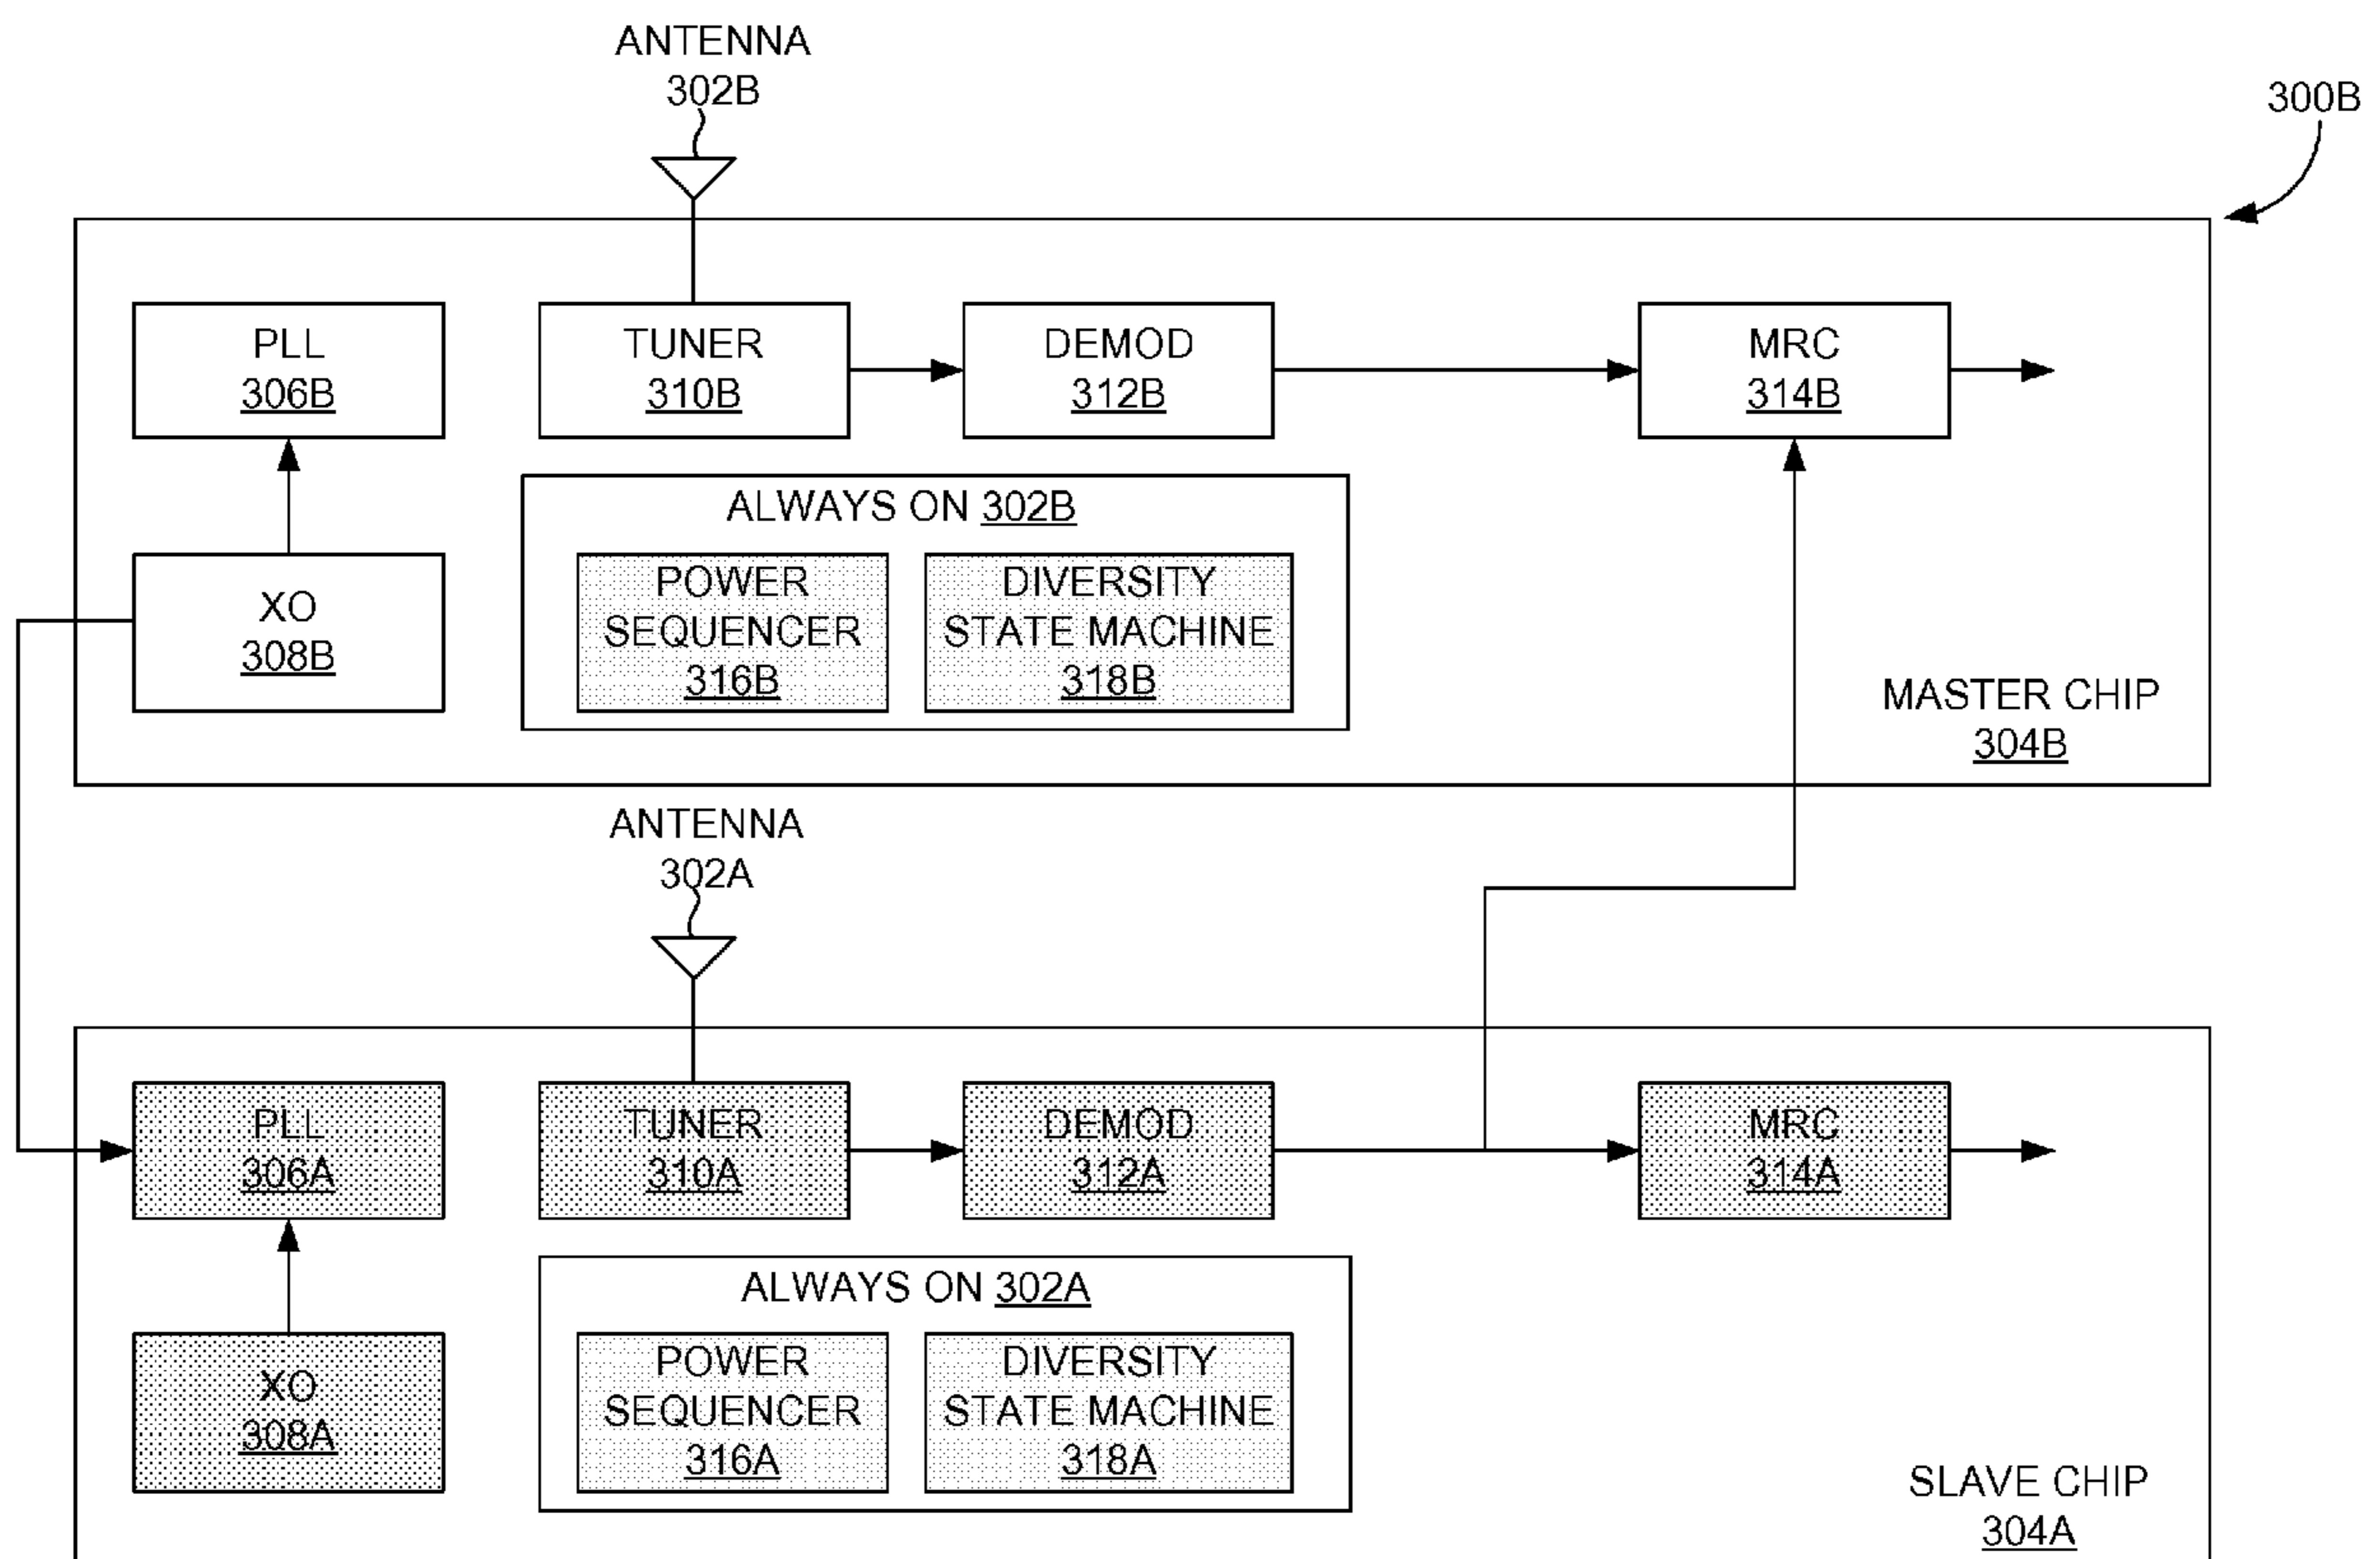 ANTENNA
302B
300B
PLL
306B
TUNER
310B
DEMOD
312B
MRC
314B
ALWAYS ON 302B
XO
308B
POWER
SEQUENCER
316B
DIVERSITY
STATE MACHINE
318B
MASTER CHIP
304B
ANTENNA
302A
PLL
306A
TUNER
310A
DEMOD
312A
MRC
314A
ALWAYS ON 302A
XO
308A
POWER
SEQUENCER
316A
DIVERSITY
STATE MACHINE
318A
SLAVE CHIP
304A